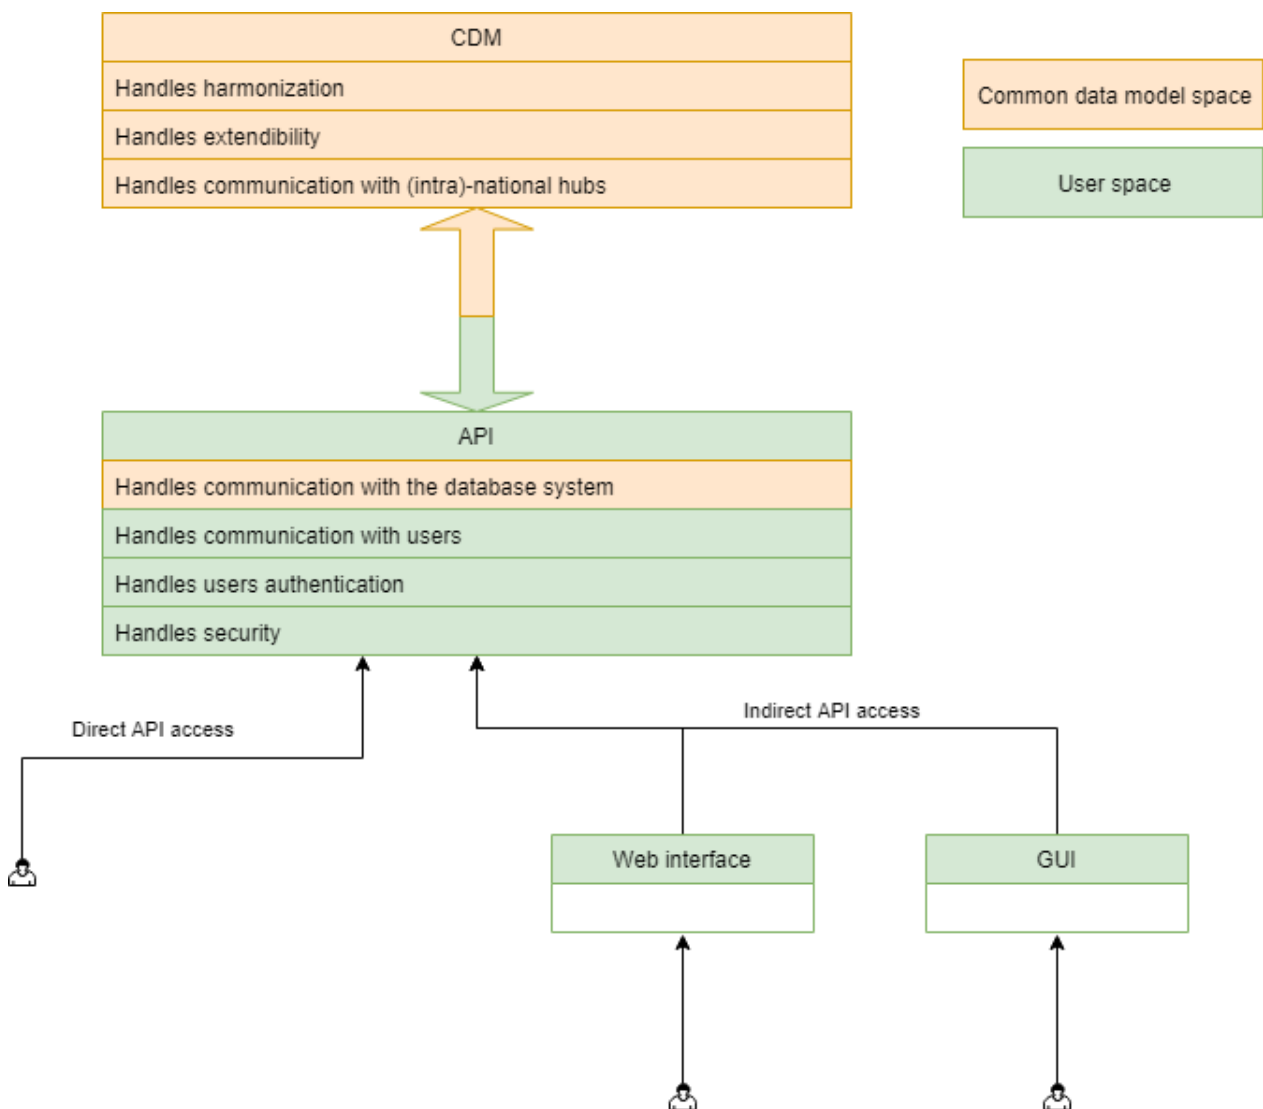 CDM
Handles harmonization
Handles extendibility
Handles communication with (intra)-national hubs
Common data model space
User space
API
Handles communication with the database system
Handles communication with users
Handles users authentication
Handles security
Direct API access
Indirect API access
Web interface
GUI